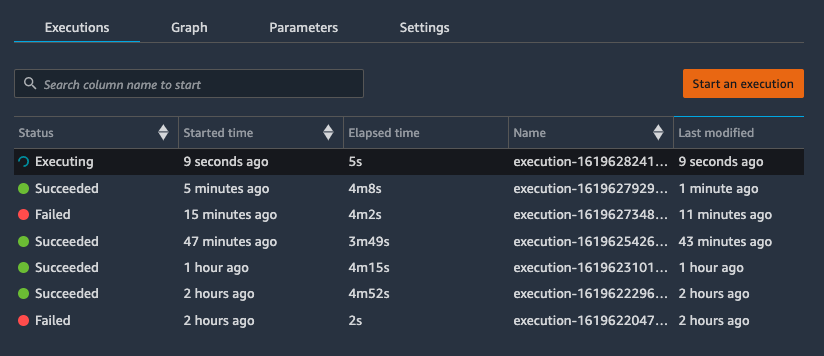 Executions Graph Parameters Settings
Search column name to start Start an execution
Status Started time Elapsed time Name Last modified
Executing 9 seconds ago 5s execution-1619628241... 9 seconds ago
Succeeded 5 minutes ago 4m8s execution-1619627929... 1 minute ago
Failed 15 minutes ago 4m2s execution-1619627348... 11 minutes ago
Succeeded 47 minutes ago 3m49s execution-1619625426... 43 minutes ago
Succeeded 1 hour ago 4m15s execution-1619623101... 1 hour ago
Succeeded 2 hours ago 4m52s execution-1619622296... 2 hours ago
Failed 2 hours ago 2s execution-1619622047... 2 hours ago